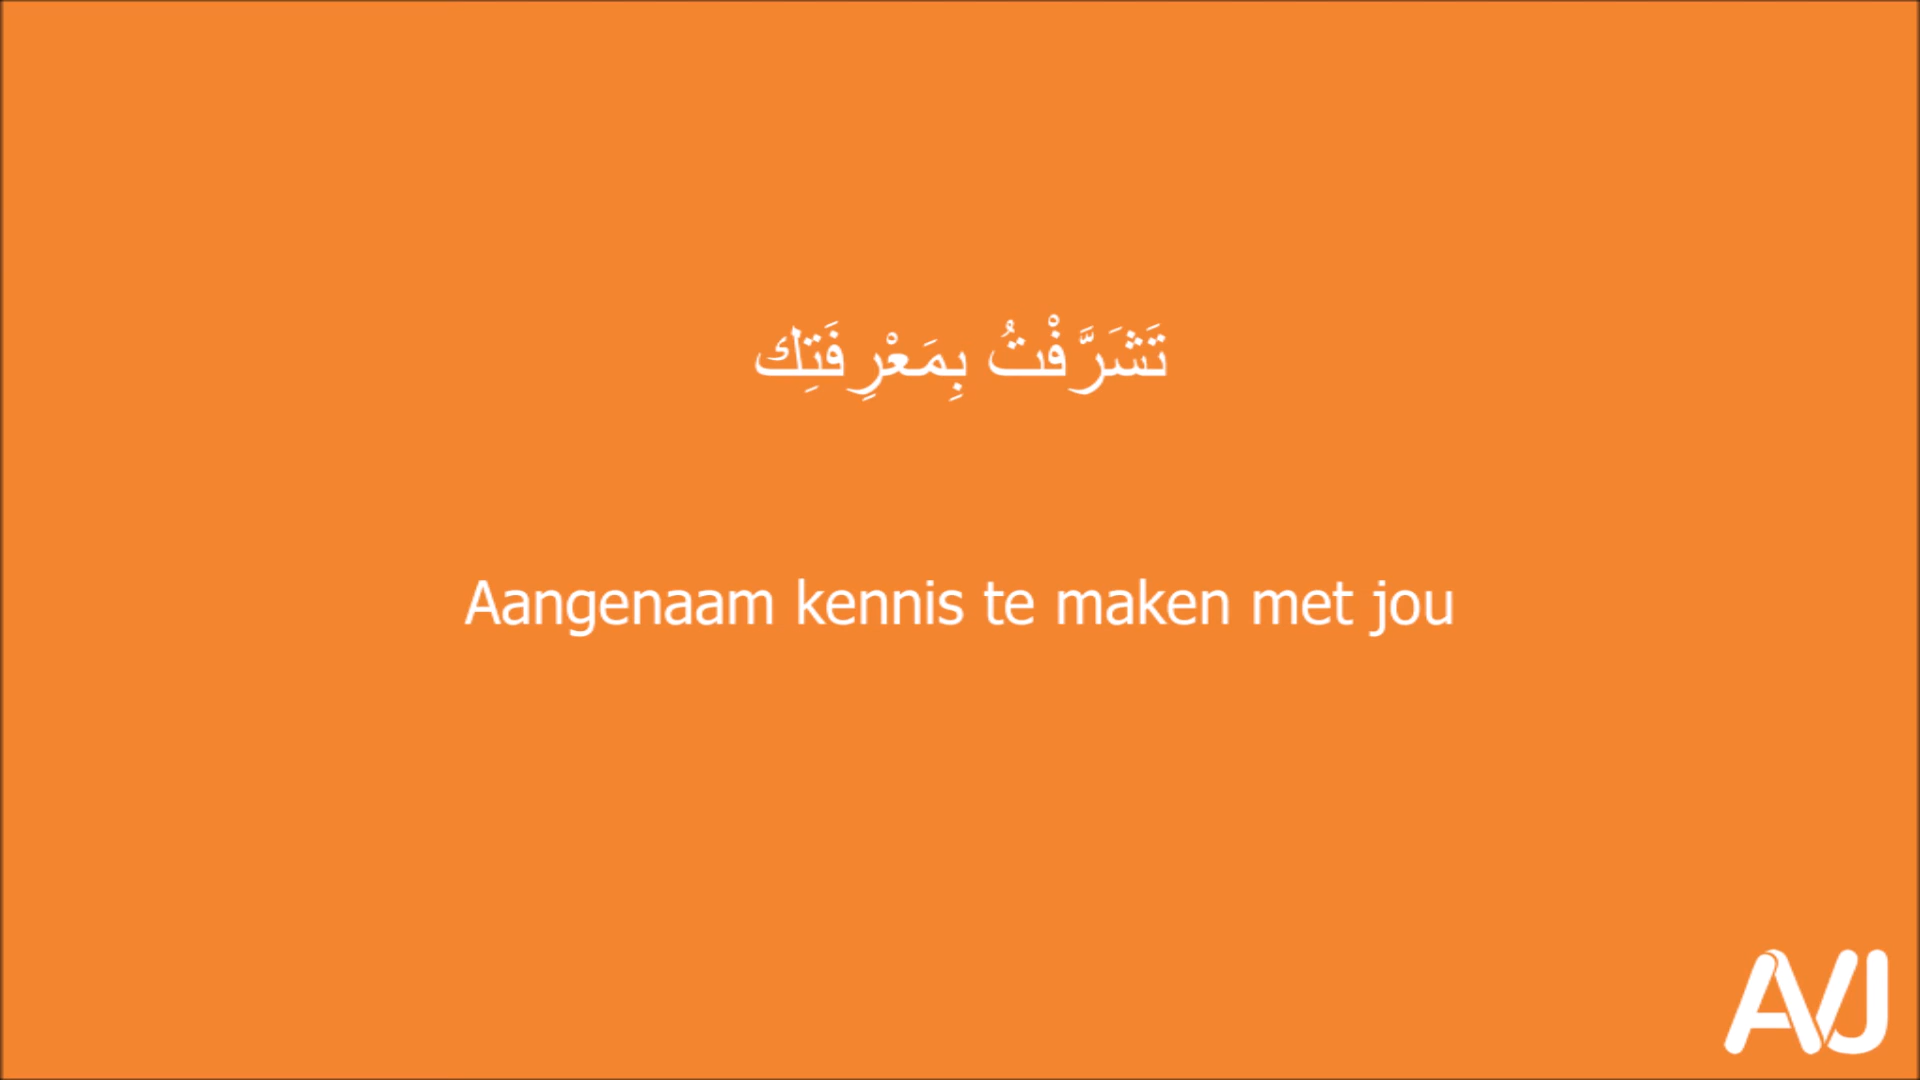 تَشَرَّفْتُ بِمَعْرِفَتِك
Aangenaam kennis te maken met jou
AVJ